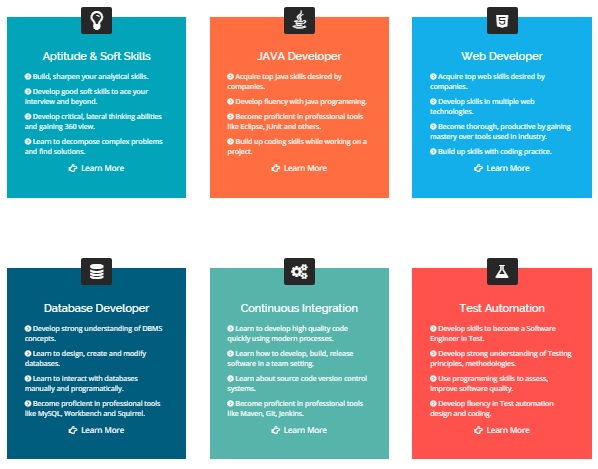 Aptitude & Soft Skills
Build, sharpen your analytical skills.
Develop good soft skills to ace your
interview and beyond.
Develop critical, lateral thinking abilities
and gaining 360 view.
Learn to decompose complex problems
and find solutions.
Learn More
JAVA Developer
Acquire top Java skills desired by
companies.
Develop fluency with Java programming.
Become proficient in professional tools
like Eclipse, JUnit and others.
Build up coding skills while working on a
project.
Learn More
Web Developer
Acquire top web skills desired by
companies.
Develop skills in multiple web
technologies.
Become thorough, productive by gaining
mastery over tools used in industry.
Build up skills with coding practice.
Learn More
Database Developer
Develop strong understanding of DBMS
concepts.
Learn to design, create and modify
databases.
Learn to interact with databases
manually and programatically.
Become proficient in professional tools
like MySQL, Workbench and Squirrel.
Learn More
Continuous Integration
Learn to develop high quality code
quickly using modern processes.
Learn how to develop, build, release
software in a team setting.
Learn about source code version control
systems.
Become proficient in professional tools
like Maven, Git, Jenkins.
Learn More
Test Automation
Develop skills to become a Software
Engineer in Test.
Develop strong understanding of Testing
principles, methodologies.
Use programming skills to assess,
improve software quality.
Develop fluency in Test automation
design and coding.
Learn More